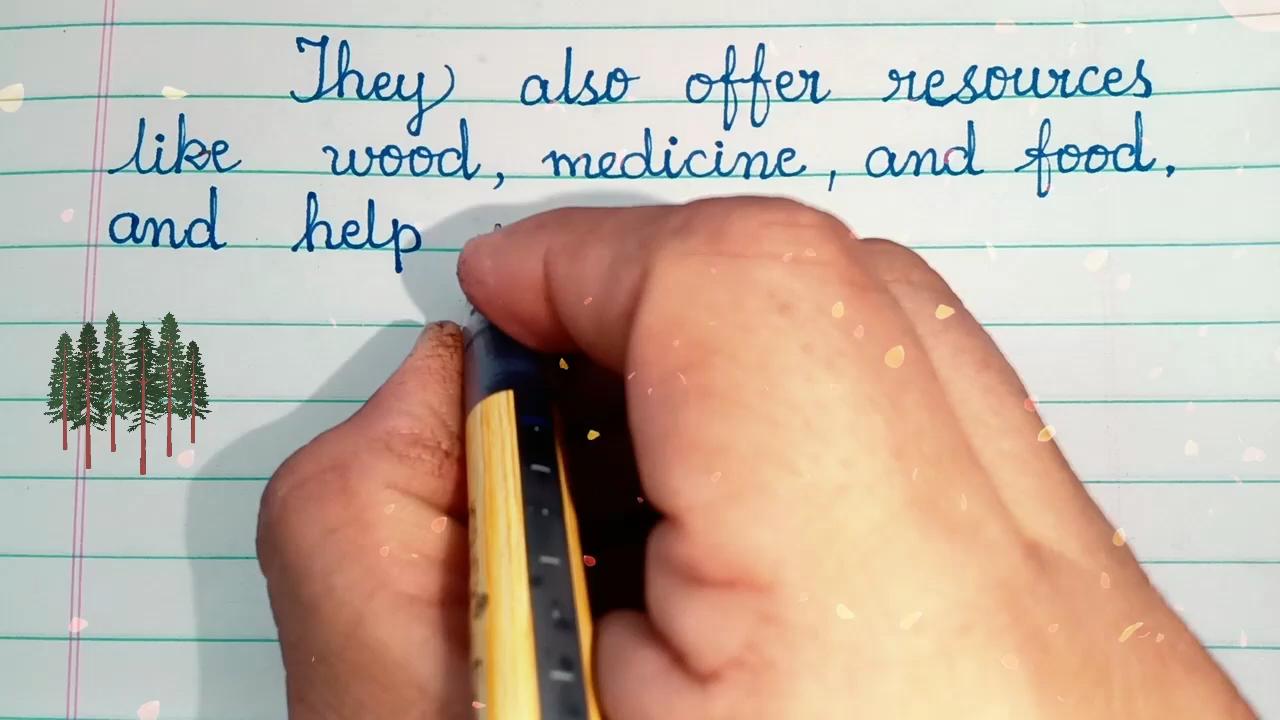 They also offer resources
like wood, medicine, and food,
and help